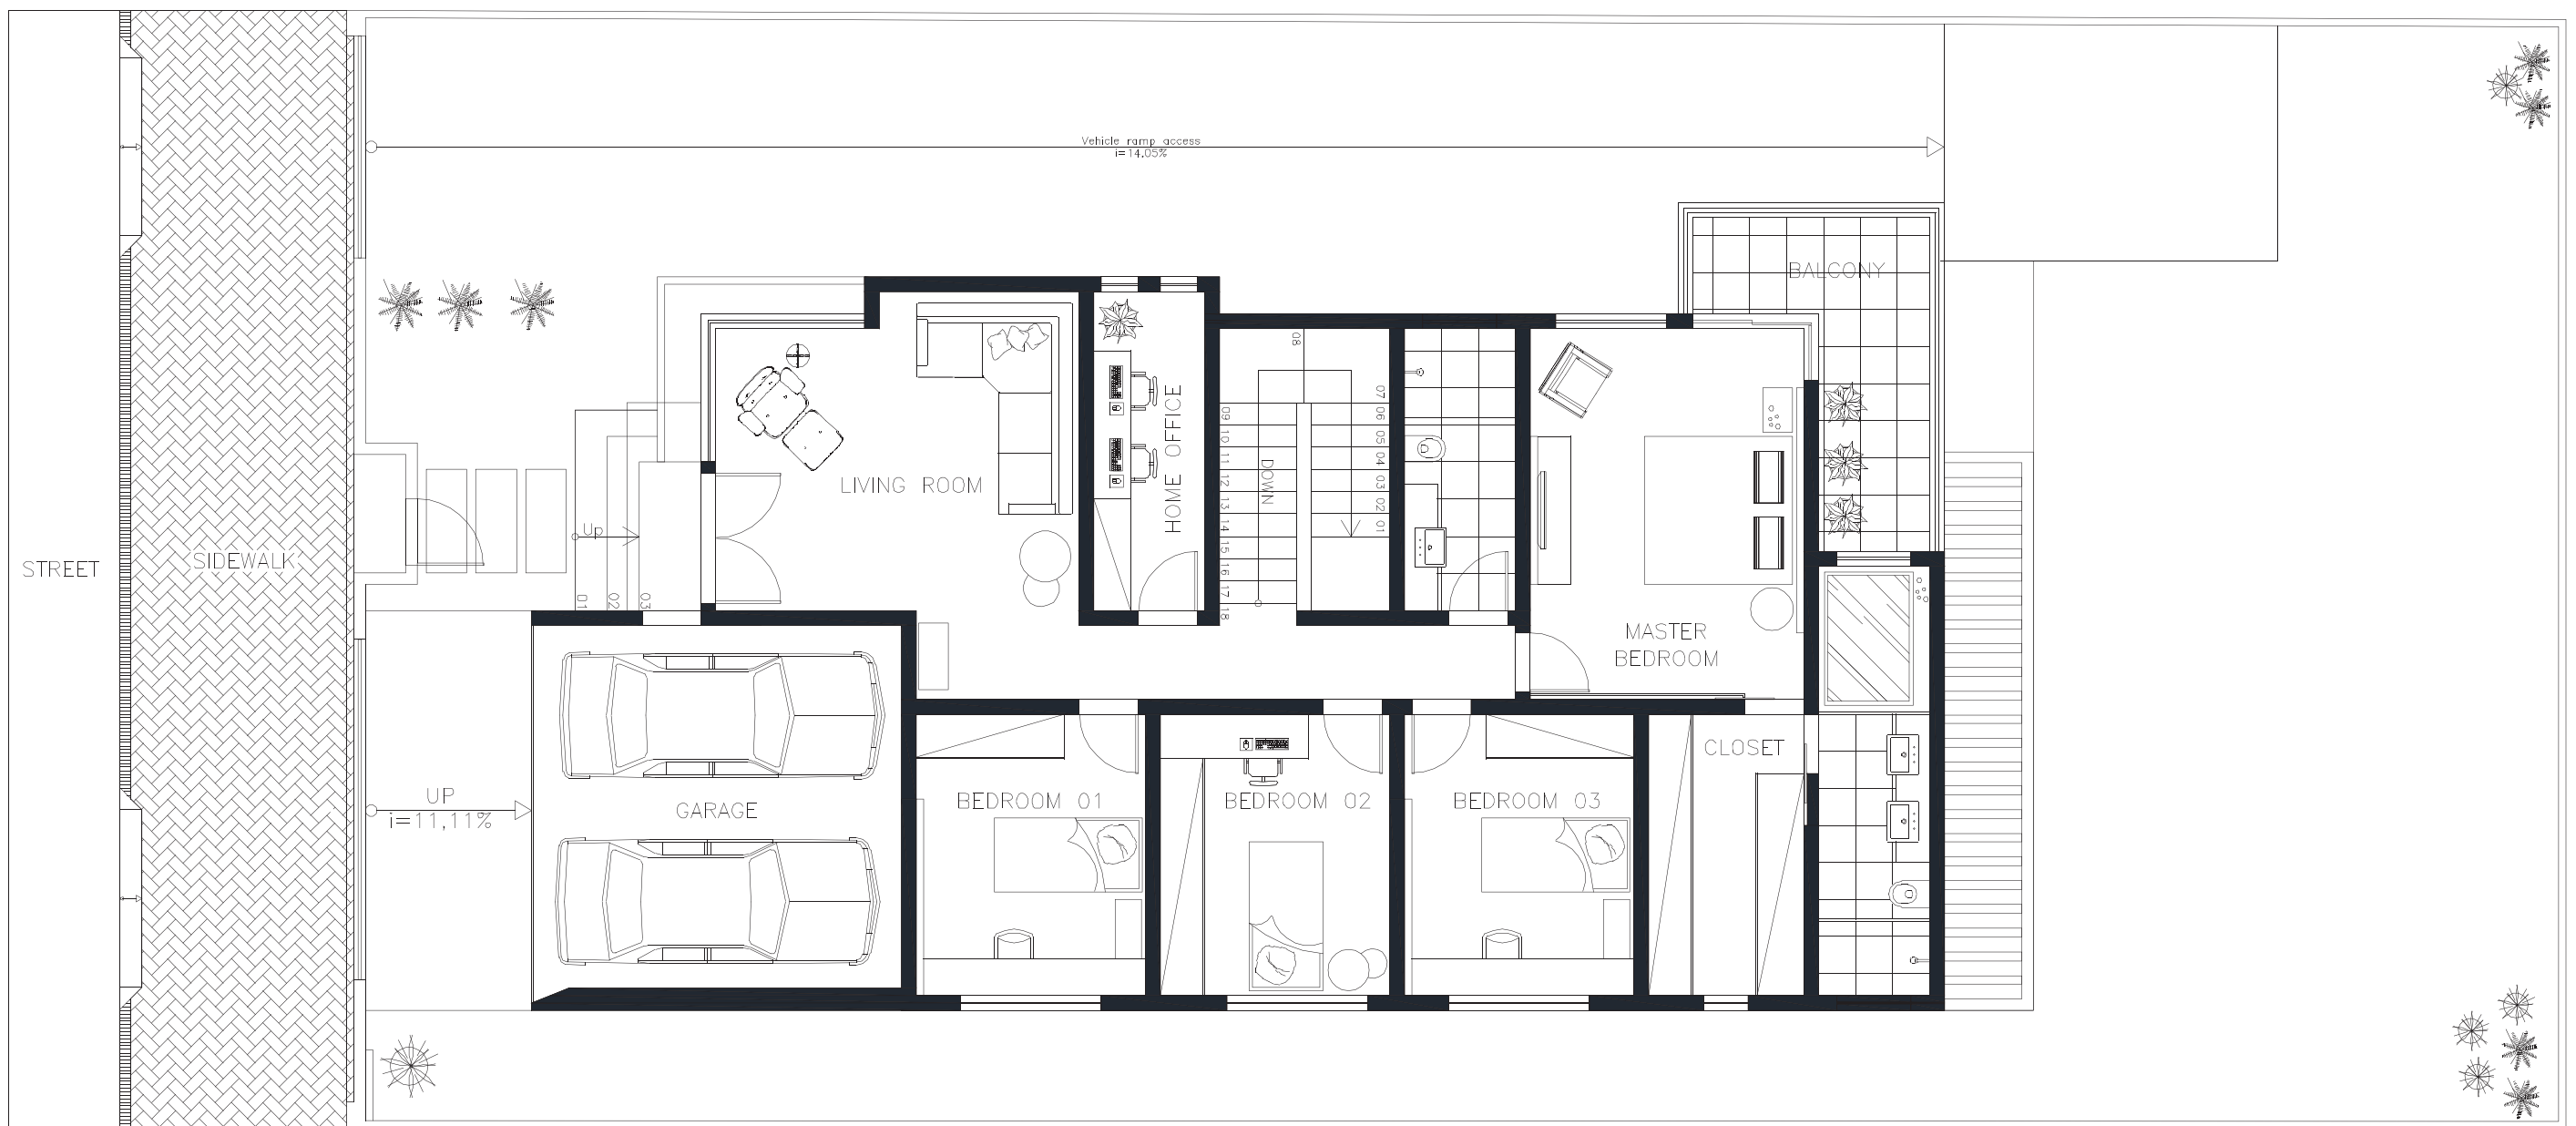 Vehicle ramp access
i=14,05%
BALCONY
08
07
06
05
04
03
02
01
09
10
11
12
13
14
15
16
17
18
DOWN
HOME OFFICE
LIVING ROOM
STREET
SIDEWALK
Up
01
02
03
MASTER
BEDROOM
CLOSET
UP
i=11,11%
GARAGE
BEDROOM 01
BEDROOM 02
BEDROOM 03